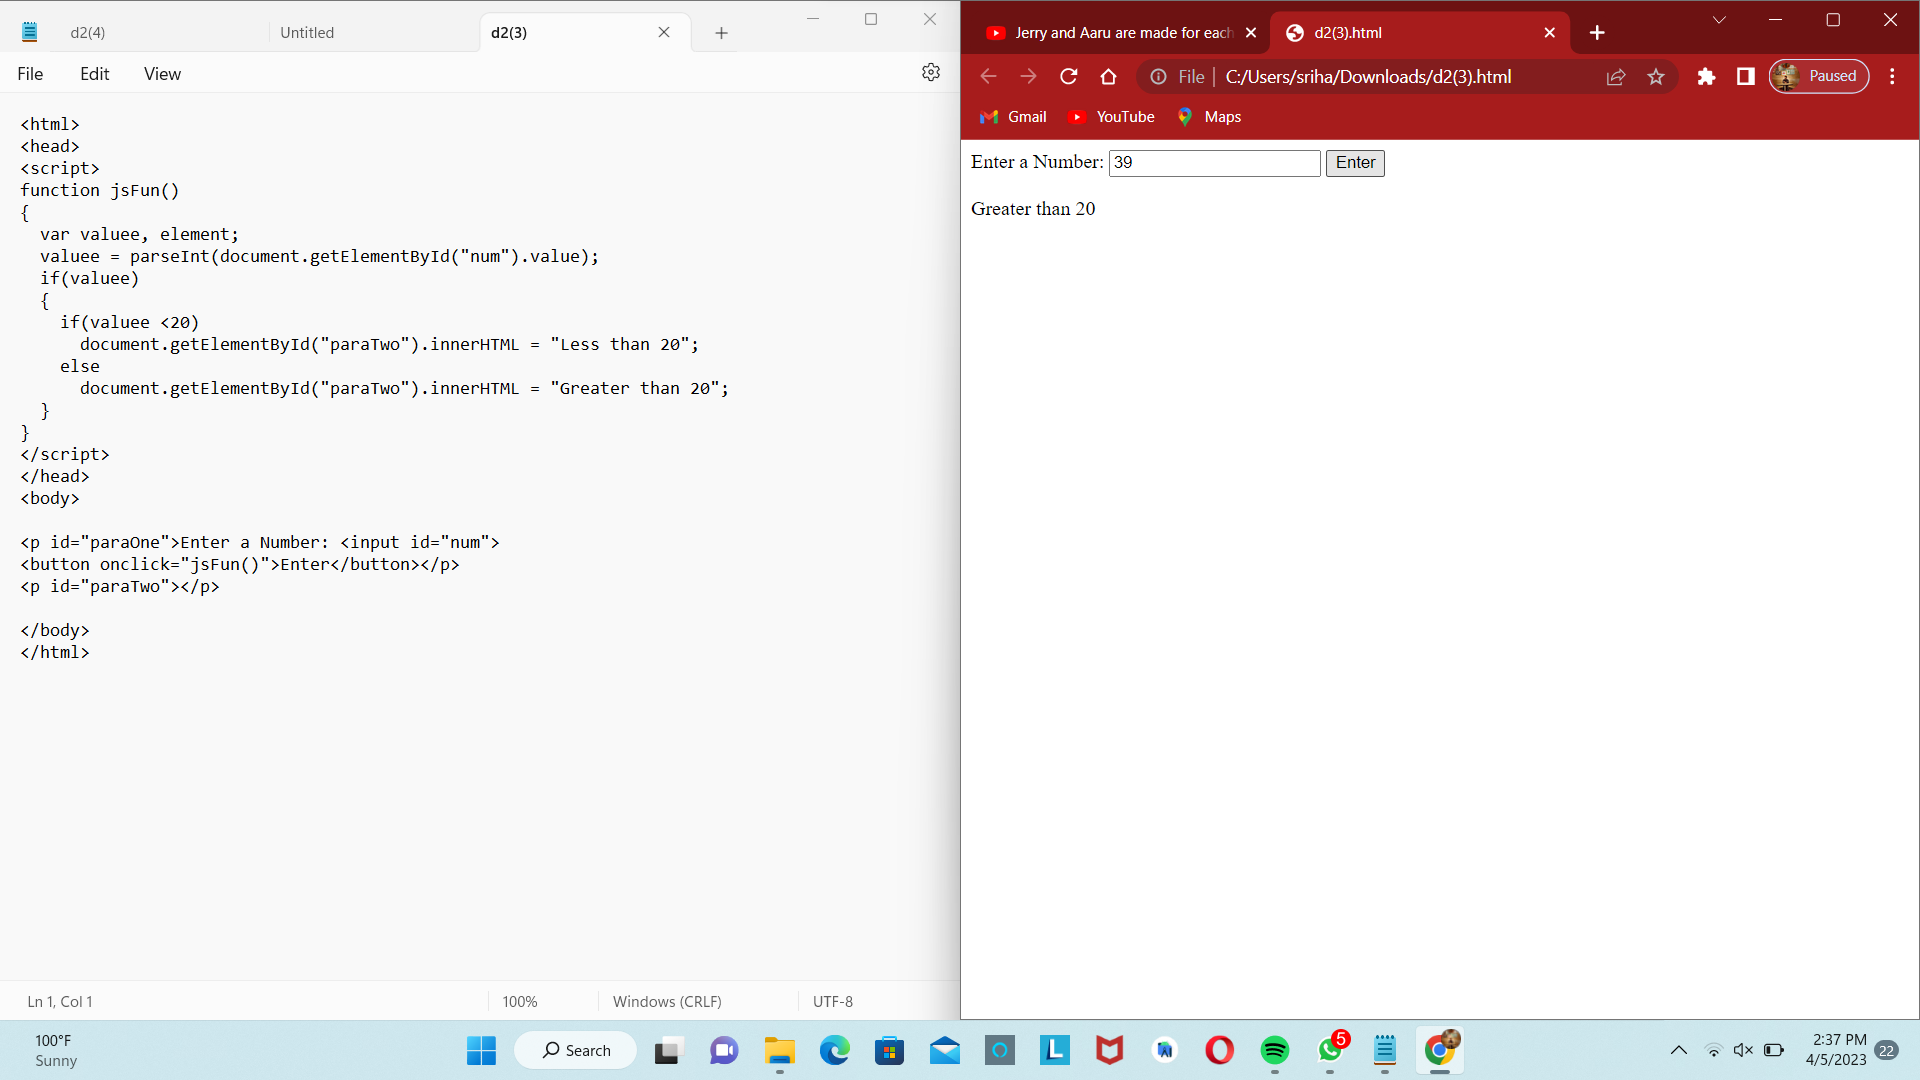 d2(4)
Untitled
d2(3)
File
Edit
View
<html>
<head>
<script>
function jsFun()
{
  var valuee, element;
  valuee = parseInt(document.getElementById("num").value);
  if(valuee)
  {
    if(valuee <20)
      document.getElementById("paraTwo").innerHTML = "Less than 20";
    else
      document.getElementById("paraTwo").innerHTML = "Greater than 20";
  }
}
</script>
</head>
<body>
<p id="paraOne">Enter a Number: <input id="num">
<button onclick="jsFun()">Enter</button></p>
<p id="paraTwo"></p>
</body>
</html>
Ln 1, Col 1
100%
Windows (CRLF)
UTF-8
Jerry and Aaru are made for each
d2(3).html
File
C:/Users/sriha/Downloads/d2(3).html
Paused
Gmail
YouTube
Maps
Enter a Number: 39 Enter
Greater than 20
100°F
Sunny
Search
L
5
2:37 PM
4/5/2023
22